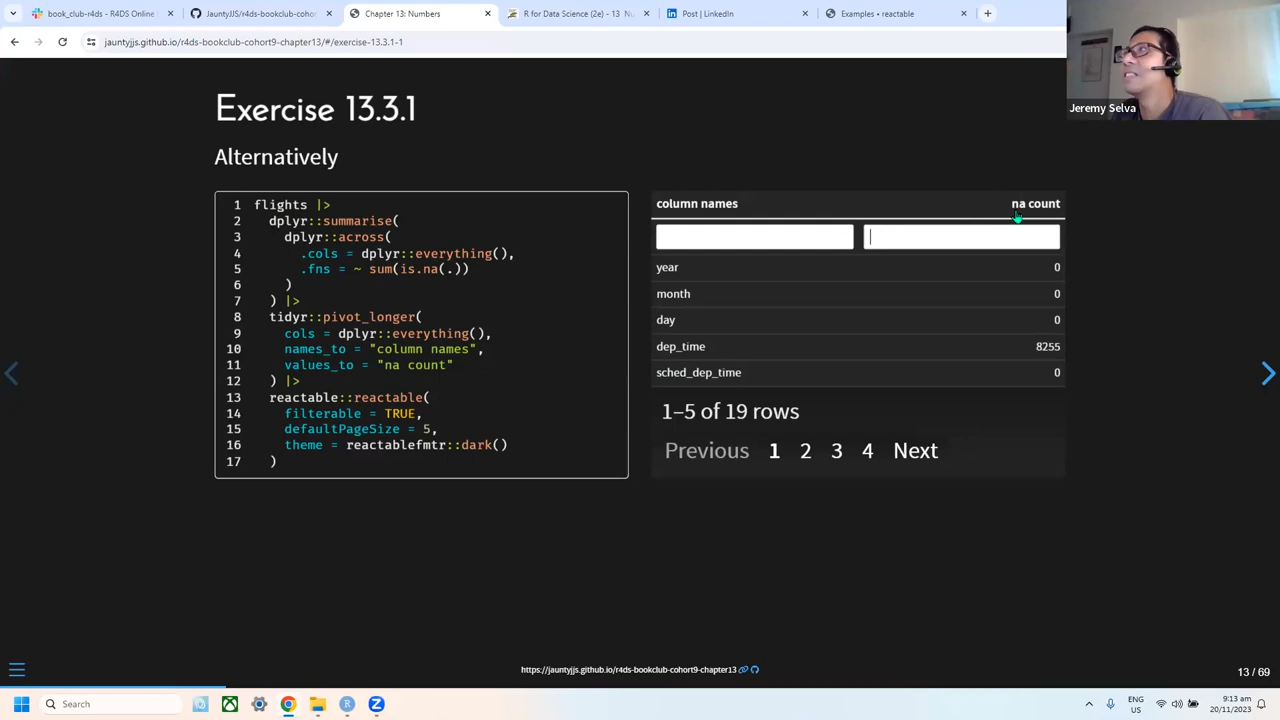 book_club-r4ds - R4DS Online
JauntyJJS/r4ds-bookclub-cohor
Chapter 13: Numbers
R for Data Science (2e) - 13 Nu
Post | LinkedIn
Examples – reactable
jauntyjjs.github.io/r4ds-bookclub-cohort9-chapter13/#/exercise-13.3.1-1
Jeremy Selva
Exercise 13.3.1
Alternatively
1 flights |>
2 dplyr::summarise(
3 dplyr::across(
4 .cols = dplyr::everything(),
5 .fns = ~ sum(is.na(.))
6 )
7 ) |>
8 tidyr::pivot_longer(
9 cols = dplyr::everything(),
10 names_to = "column names",
11 values_to = "na count"
12 ) |>
13 reactable::reactable(
14 filterable = TRUE,
15 defaultPageSize = 5,
16 theme = reactablefmtr::dark()
17 )
column names na count
year 0
month 0
day 0
dep_time 8255
sched_dep_time 0
1–5 of 19 rows
Previous 1 2 3 4 Next
https://jauntyjjs.github.io/r4ds-bookclub-cohort9-chapter13
13 / 69
Search
ENG
US
9:13 am
20/11/2023